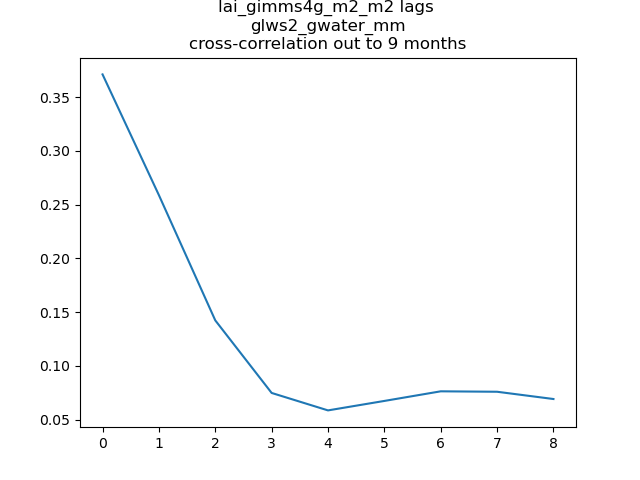 lai_gimms4g_m2_m2 lags
glws2_gwater_mm
cross-correlation out to 9 months
0.35
0.30
0.25
0.20
0.15
0.10
0.05
0 1 2 3 4 5 6 7 8